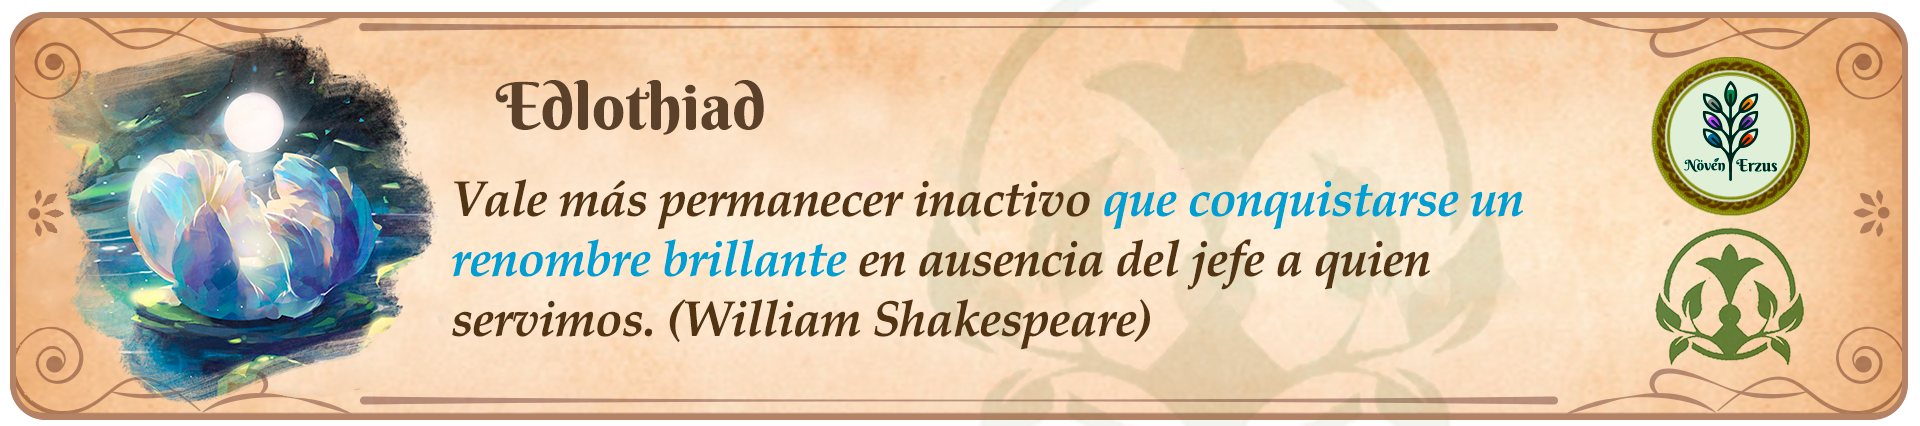 Edlothiad
Vale más permanecer inactivo que conquistarse un
renombre brillante en ausencia del jefe a quien
servimos. (William Shakespeare)
Növén Erzus